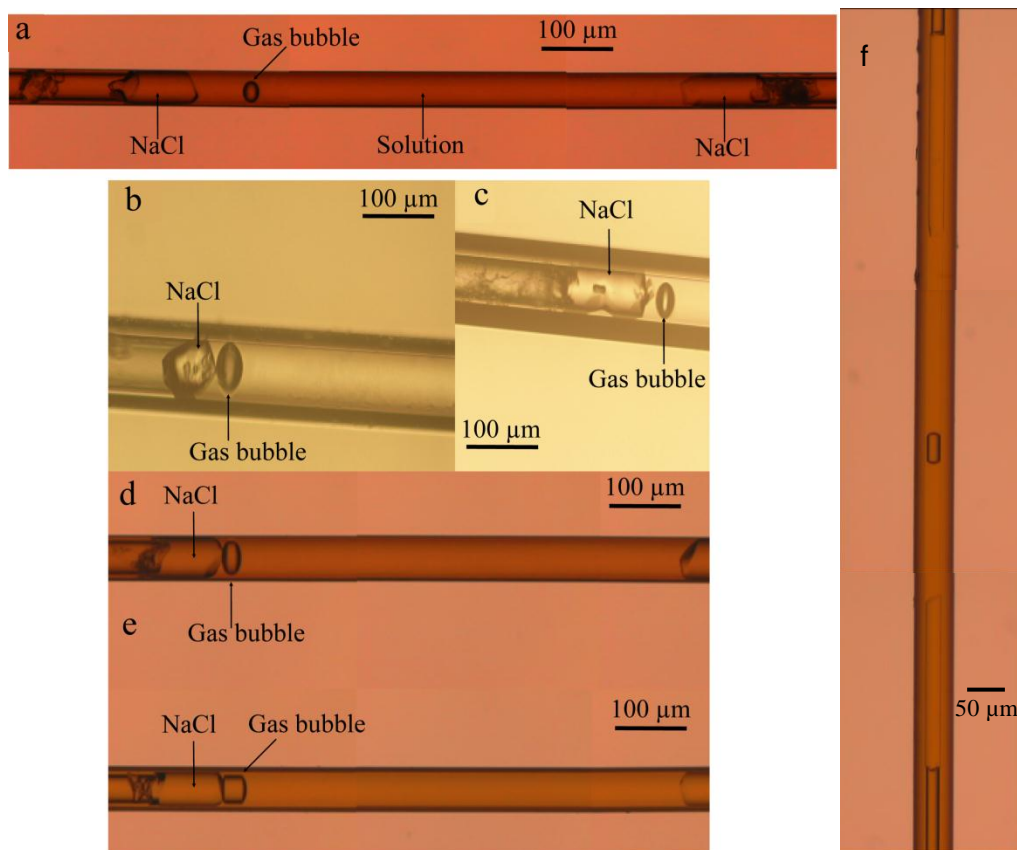 a
Gas bubble
100 µm
NaCl
Solution
NaCl
b
100 µm
NaCl
Gas bubble
c
NaCl
Gas bubble
100 µm
d
NaCl
100 µm
Gas bubble
e
NaCl
Gas bubble
100 µm
f
50 µm